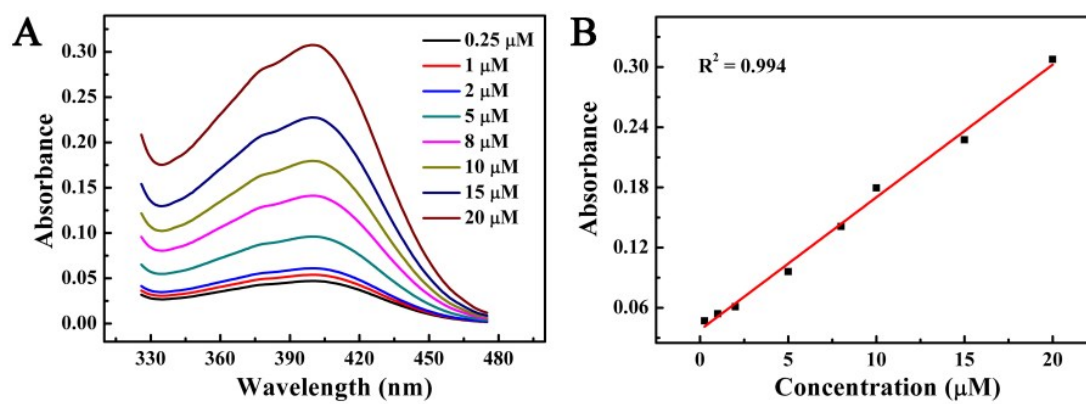 A
0.30
0.25
0.20
0.15
0.10
0.05
0.00
Absorbance
330 360 390 420 450 480
Wavelength (nm)
0.25 μM
1 μM
2 μM
5 μM
8 μM
10 μM
15 μM
20 μM
B
R² = 0.994
0.30
0.24
0.18
0.12
0.06
Absorbance
0 5 10 15 20
Concentration (μM)